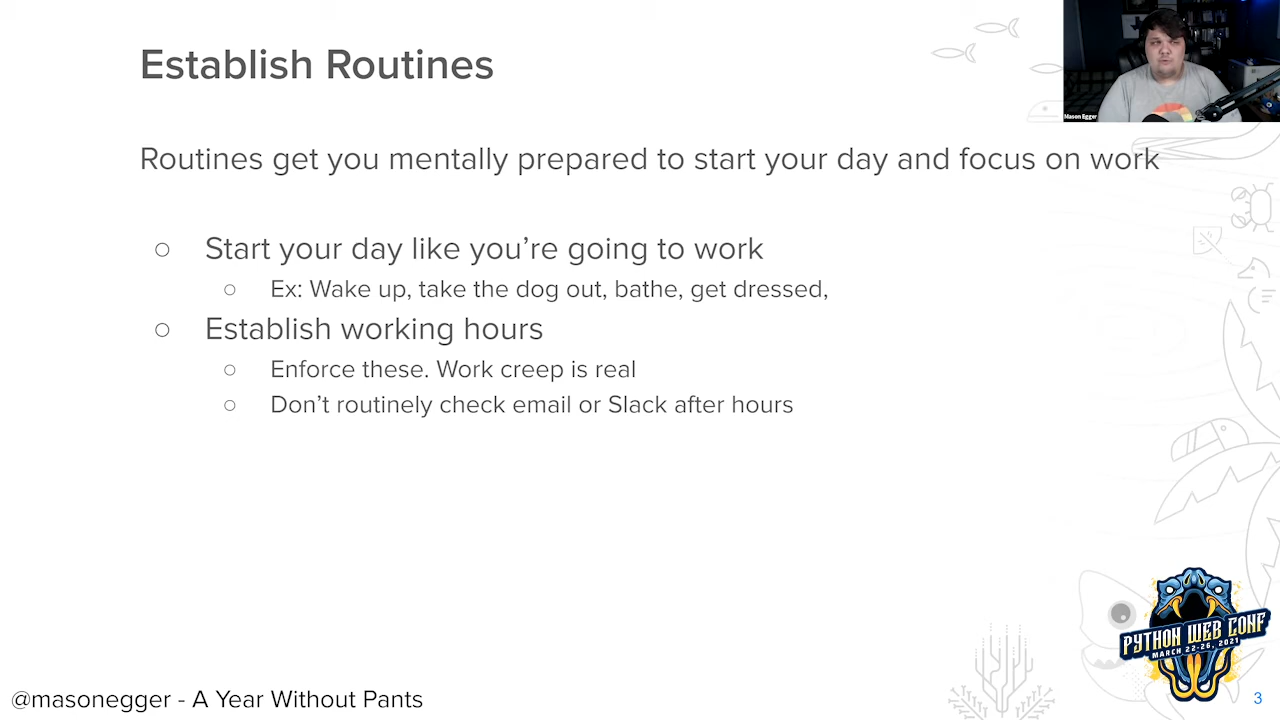 Establish Routines
Mason Egger
Routines get you mentally prepared to start your day and focus on work
○ Start your day like you’re going to work
○ Ex: Wake up, take the dog out, bathe, get dressed,
○ Establish working hours
○ Enforce these. Work creep is real
○ Don’t routinely check email or Slack after hours
PYTHON WEB CONF
MARCH 22-26, 2021
@masonegger - A Year Without Pants
3